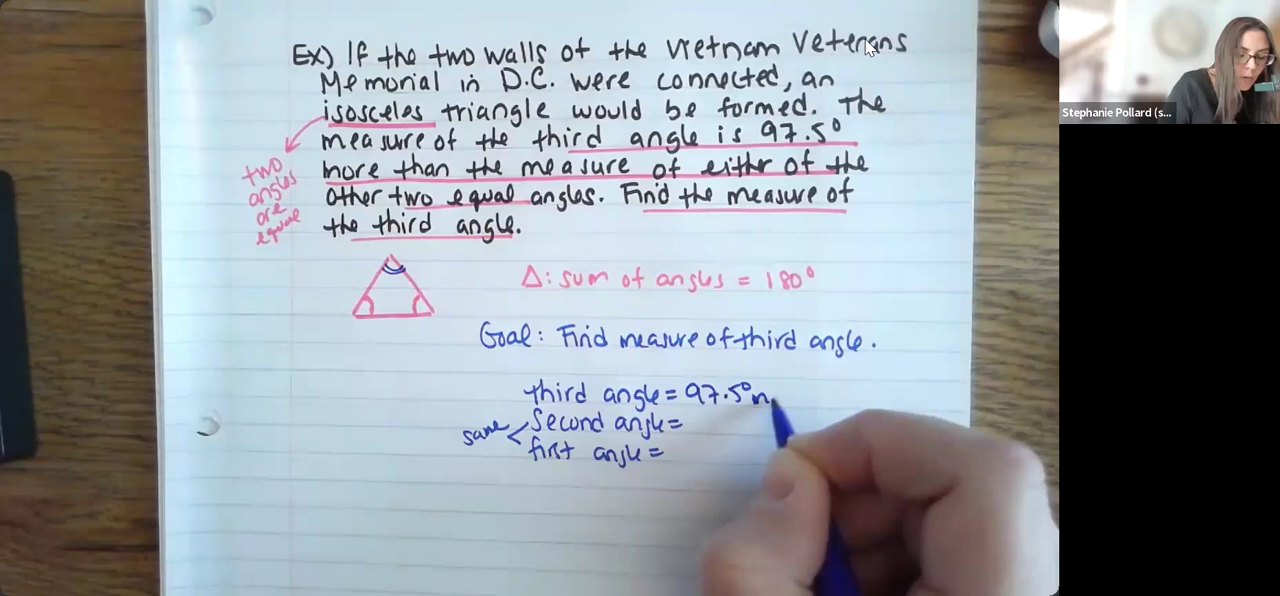 Ex) If the two walls of the Vietnam Veterans
Memorial in D.C. were connected, an
isosceles triangle would be formed. The
measure of the third angle is 97.5°
more than the measure of either of the
other two equal angles. Find the measure of
the third angle.
two
angles
are
equal
Δ: sum of angles = 180°
Goal: Find measure of third angle.
third angle = 97.5° m
same < Second angle =
first angle =
Stephanie Pollard (s...